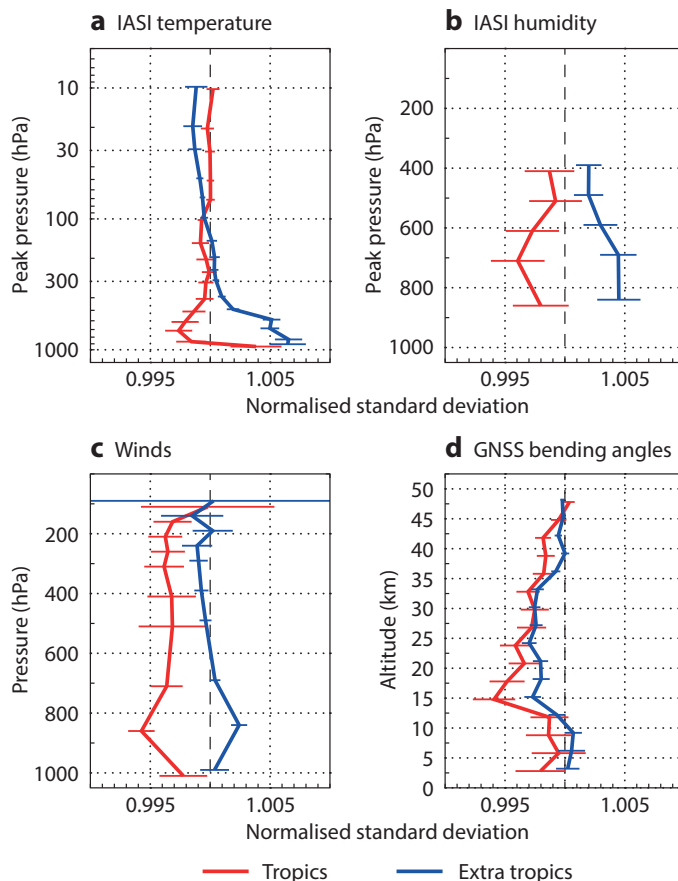 a IASI temperature
Peak pressure (hPa)
10
30
100
300
1000
0.995
1.005
b IASI humidity
Peak pressure (hPa)
200
400
600
800
1000
0.995
1.005
Normalised standard deviation
c Winds
Pressure (hPa)
200
400
600
800
1000
0.995
1.005
d GNSS bending angles
Altitude (km)
50
45
40
35
30
25
20
15
10
5
0
0.995
1.005
Normalised standard deviation
Tropics
Extra tropics